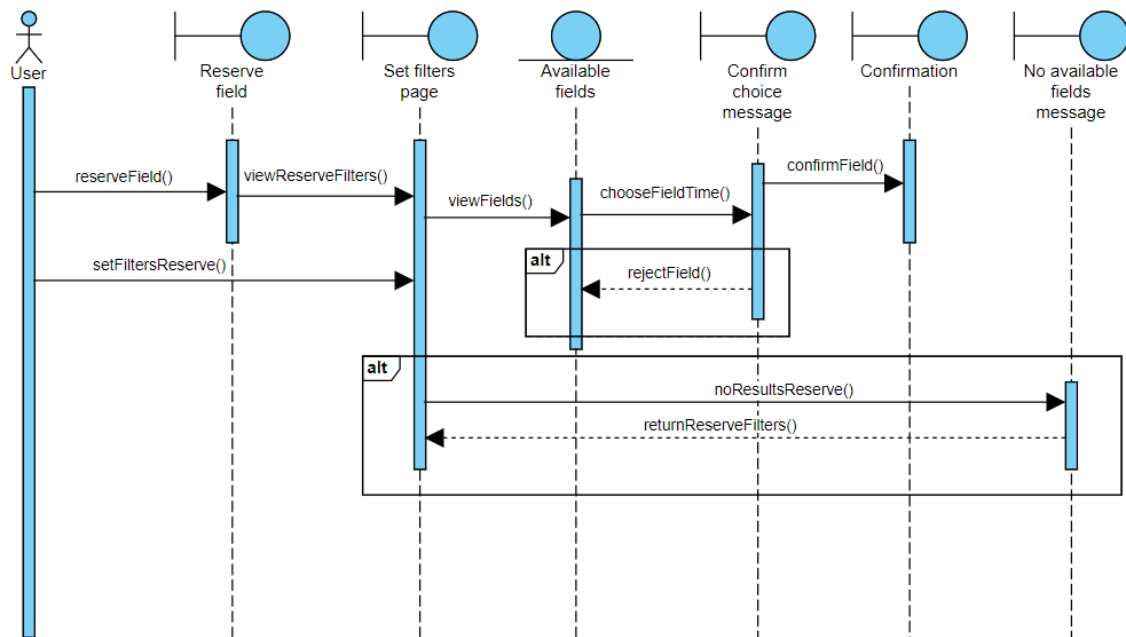 User
Reserve
field
Set filters
page
Available
fields
Confirm
choice
message
Confirmation
No available
fields
message
confirmField()
reserveField()
viewReserveFilters()
viewFields()
chooseFieldTime()
setFiltersReserve()
alt
rejectField()
alt
noResultsReserve()
returnReserveFilters()